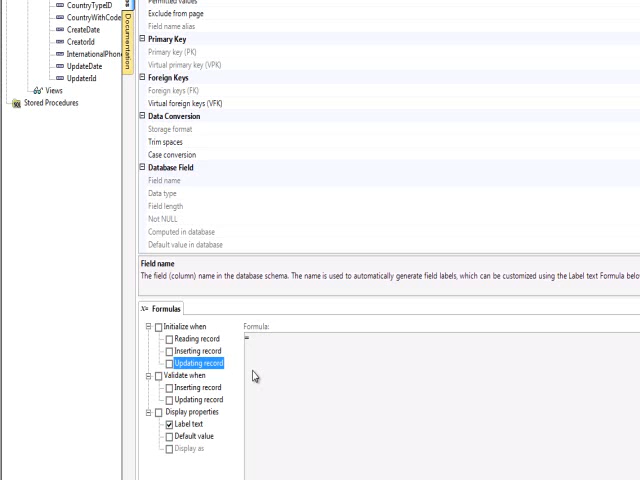 CountryTypeID
CountryWithCode
CreateDate
CreatorId
InternationalPhone
UpdateDate
UpdaterId
Views
Stored Procedures
Documentation
Permitted values
Exclude from page
Field name alias
Primary Key
Primary key (PK)
Virtual primary key (VPK)
Foreign Keys
Foreign keys (FK)
Virtual foreign keys (VFK)
Data Conversion
Storage format
Trim spaces
Case conversion
Database Field
Field name
Data type
Field length
Not NULL
Computed in database
Default value in database
Field name
The field (column) name in the database schema. The name is used to automatically generate field labels, which can be customized using the Label text Formula belo
X= Formulas
Initialize when
Reading record
Inserting record
Updating record
Validate when
Inserting record
Updating record
Display properties
Label text
Default value
Display as
Formula:
=